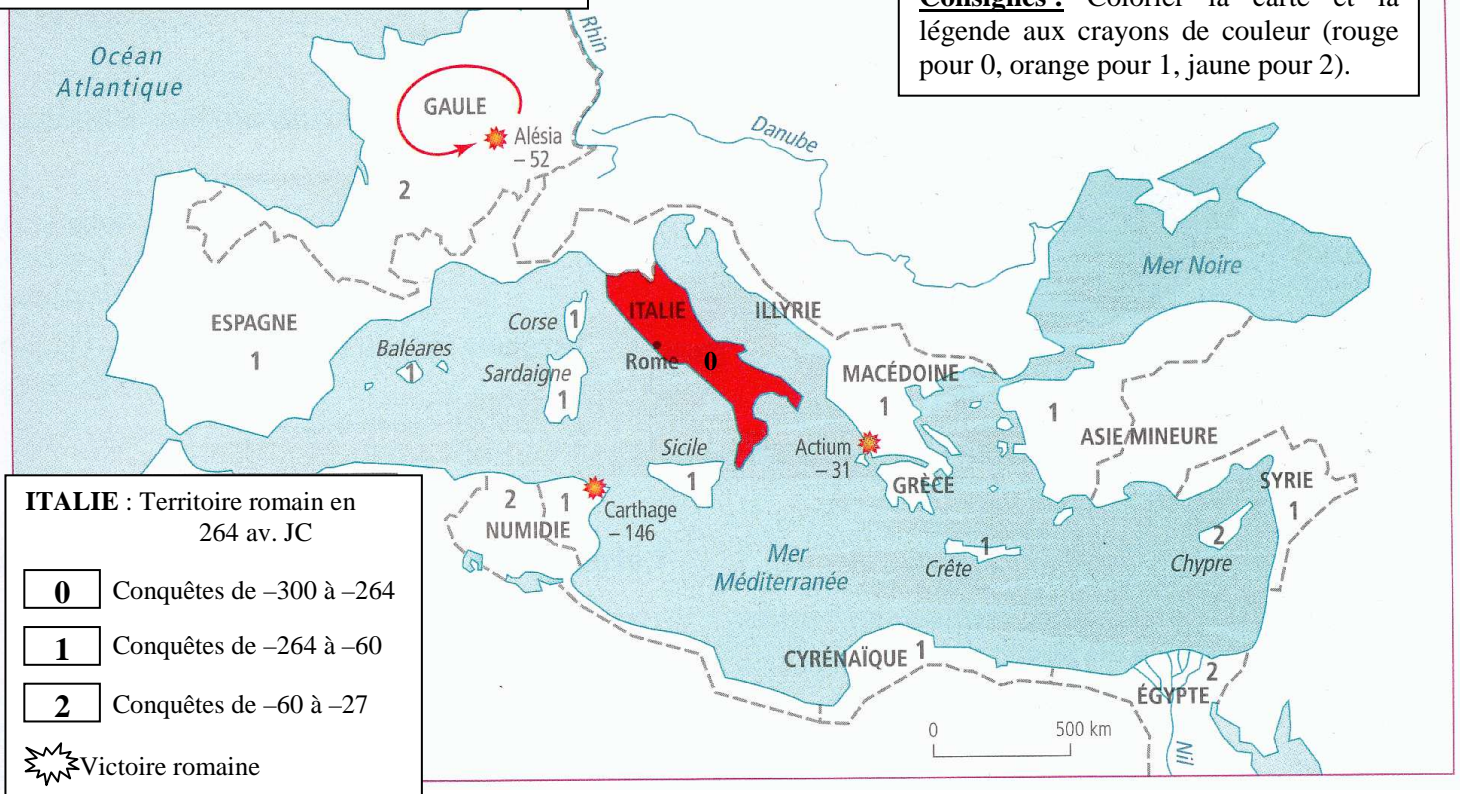 Consignes : Colorier la carte et la
légende aux crayons de couleur (rouge
pour 0, orange pour 1, jaune pour 2).
Océan
Atlantique
Rhin
GAULE
Alésia
– 52
2
Danube
Mer Noire
ESPAGNE
1
Baléares
1
Corse
1
Sardaigne
1
ITALIE
Rome
0
ILLYRIE
MACÉDOINE
1
Actium
– 31
GRÈCE
1
ASIE MINEURE
SYRIE
1
Sicile
1
2
1
NUMIDIE
Carthage
– 146
Mer
Méditerranée
1
Crête
2
Chypre
CYRÉNAÏQUE 1
2
ÉGYPTE
Nil
0
500 km
ITALIE : Territoire romain en
264 av. JC
0 Conquêtes de –300 à –264
1 Conquêtes de –264 à –60
2 Conquêtes de –60 à –27
Victoire romaine